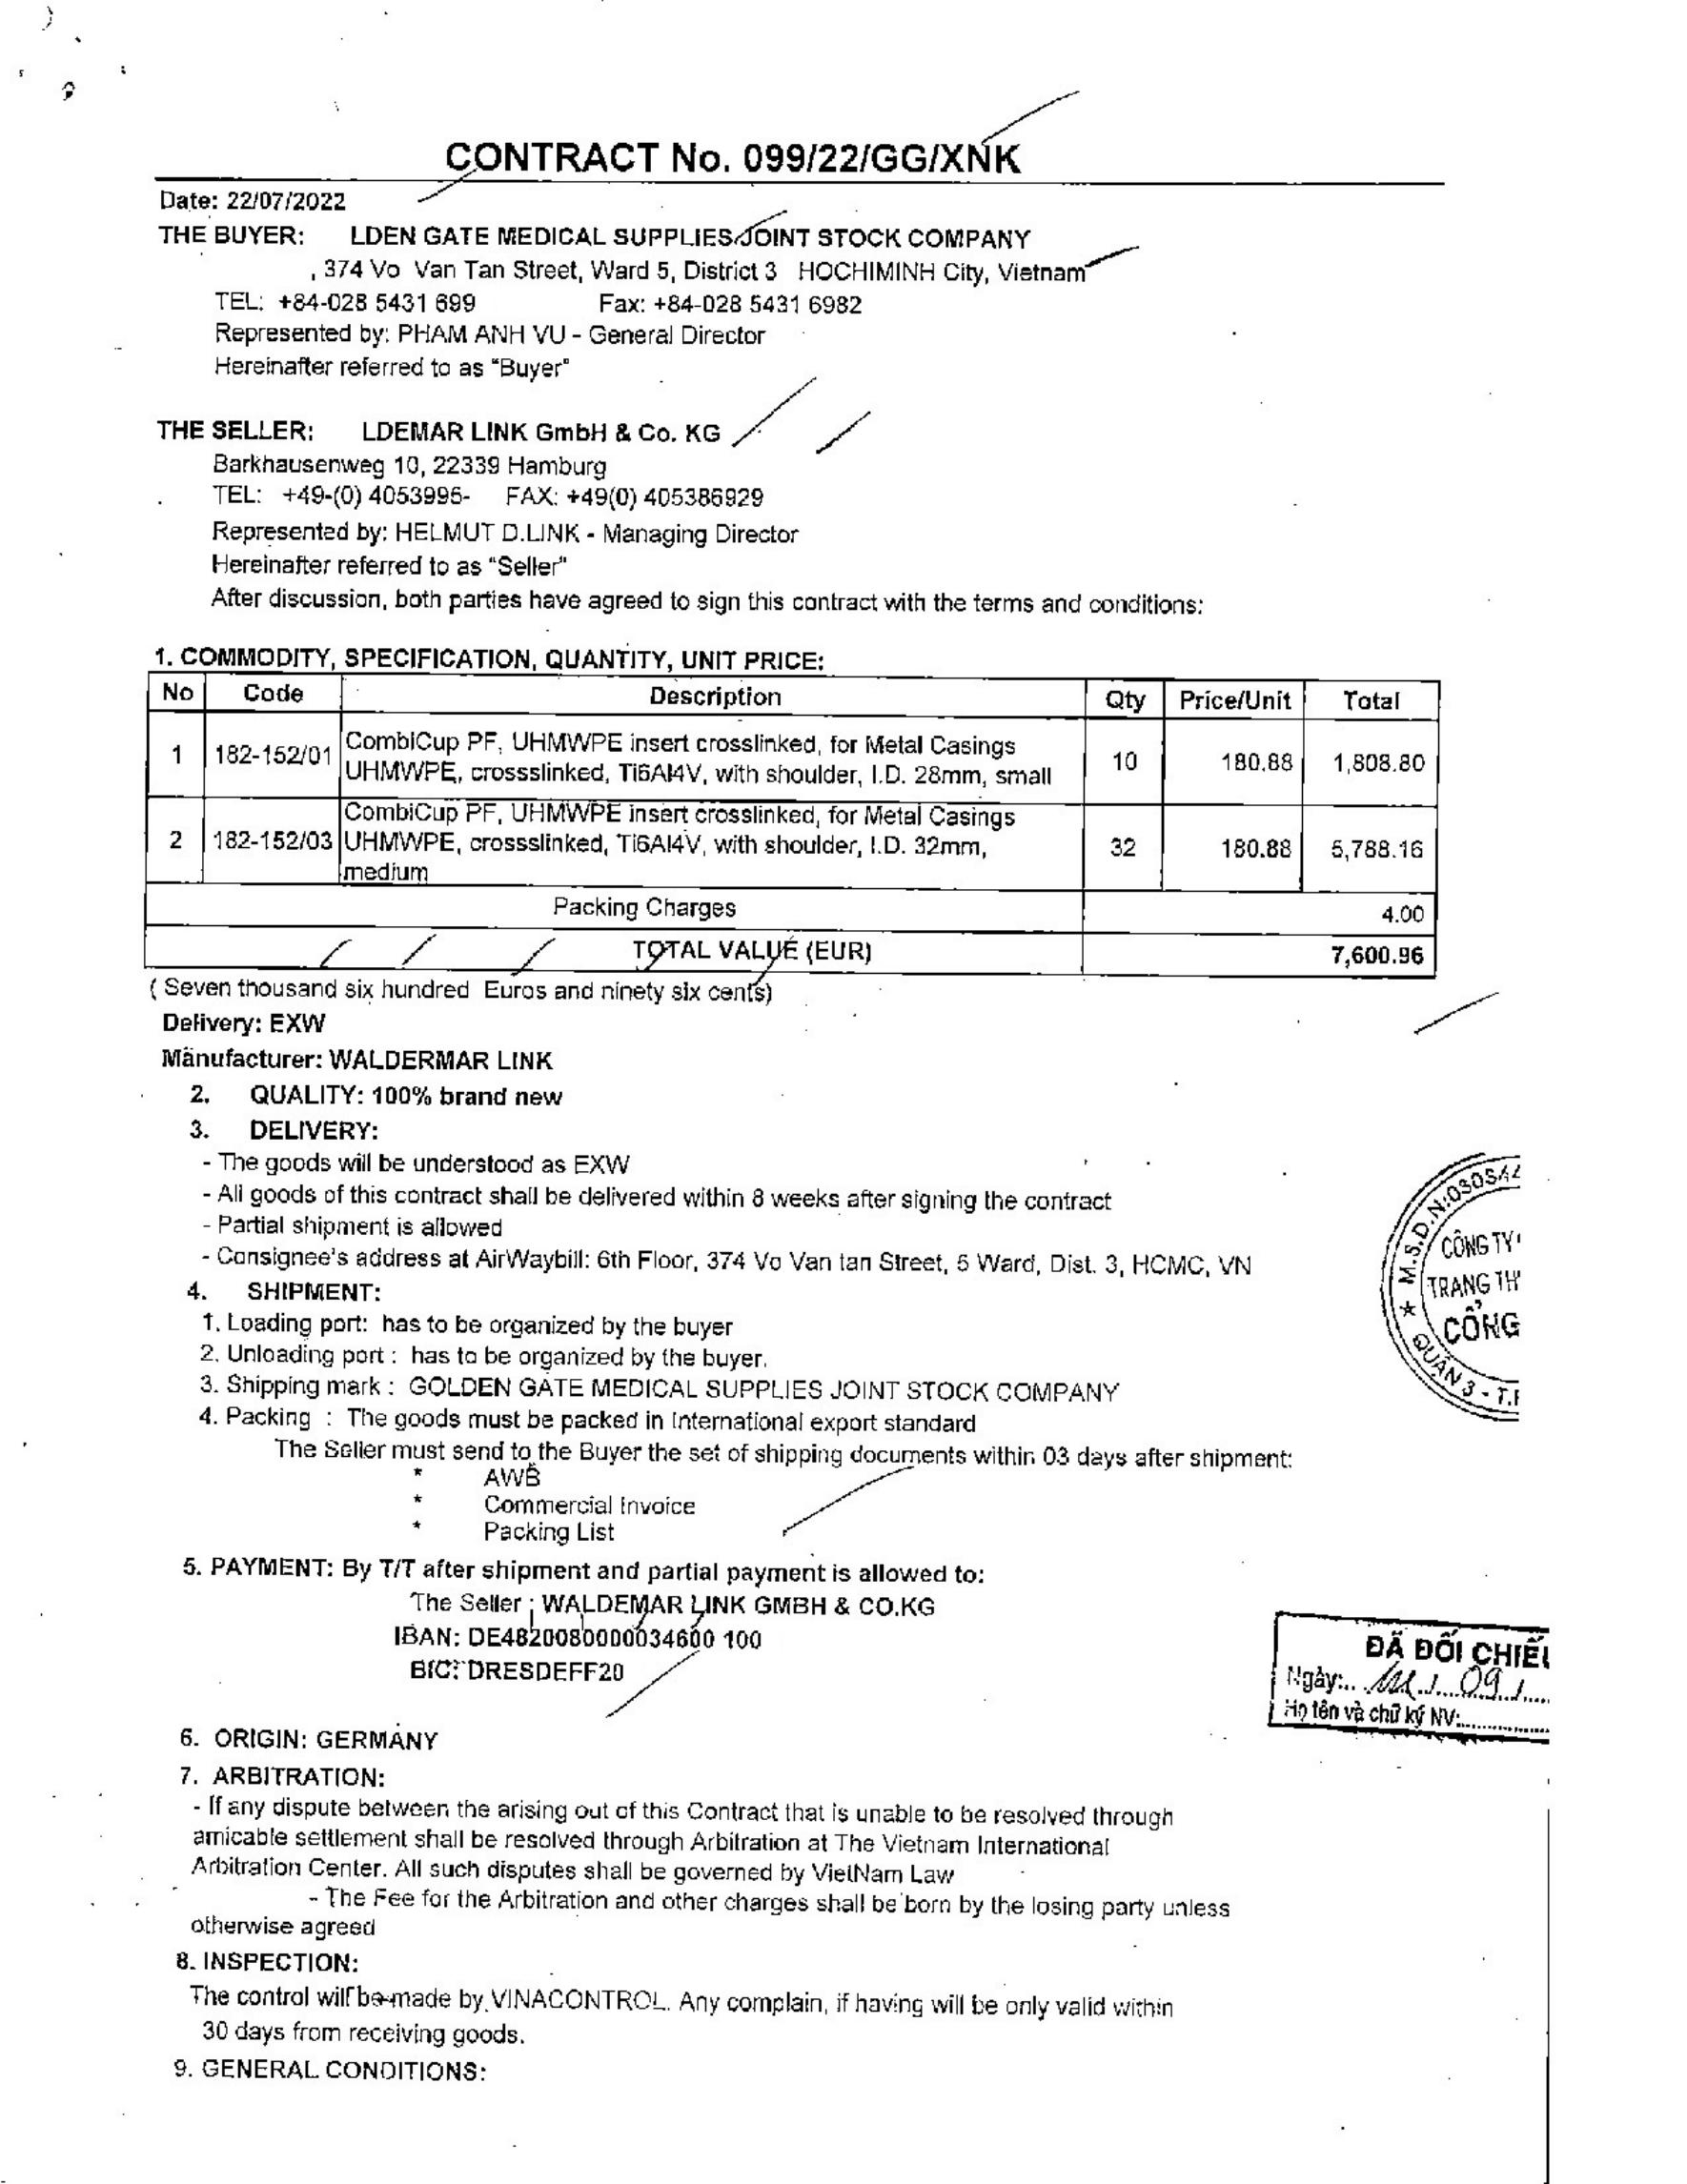 CONTRACT No. 099/22/GG/XNK
Date: 22/07/2022
THE BUYER: LDEN GATE MEDICAL SUPPLIES JOINT STOCK COMPANY
, 374 Vo Van Tan Street, Ward 5, District 3 HOCHIMINH City, Vietnam
TEL: +84-028 5431 699 Fax: +84-028 5431 6982
Represented by: PHAM ANH VU - General Director
Hereinafter referred to as "Buyer"
THE SELLER: LDEMAR LINK GmbH & Co. KG
Barkhausenweg 10, 22339 Hamburg
TEL: +49-(0) 4053995- FAX: +49(0) 405386929
Represented by: HELMUT D.LINK - Managing Director
Hereinafter referred to as "Seller"
After discussion, both parties have agreed to sign this contract with the terms and conditions:
1. COMMODITY, SPECIFICATION, QUANTITY, UNIT PRICE:
No Code Description Qty Price/Unit Total
1 182-152/01 CombiCup PF, UHMWPE insert crosslinked, for Metal Casings
UHMWPE, crossslinked, Ti6Al4V, with shoulder, I.D. 28mm, small 10 180.88 1,808.80
CombiCup PF, UHMWPE insert crosslinked, for Metal Casings
2 182-152/03 UHMWPE, crossslinked, Ti6Al4V, with shoulder, I.D. 32mm, 32 180.88 5,788.16
medium
Packing Charges 4.00
TOTAL VALUE (EUR) 7,600.96
( Seven thousand six hundred Euros and ninety six cents)
Delivery: EXW
Manufacturer: WALDERMAR LINK
2. QUALITY: 100% brand new
3. DELIVERY:
- The goods will be understood as EXW
- All goods of this contract shall be delivered within 8 weeks after signing the contract
- Partial shipment is allowed
- Consignee's address at AirWaybill: 6th Floor, 374 Vo Van tan Street, 5 Ward, Dist. 3, HCMC, VN
4. SHIPMENT:
1. Loading port: has to be organized by the buyer
2. Unloading port : has to be organized by the buyer.
3. Shipping mark : GOLDEN GATE MEDICAL SUPPLIES JOINT STOCK COMPANY
4. Packing : The goods must be packed in International export standard
The Seller must send to the Buyer the set of shipping documents within 03 days after shipment:
* AWB
* Commercial Invoice
* Packing List
M.S.D.N:030544
CÔNG TY
TRANG TH
CỔNG
★ QUẬN 3 - T.P
5. PAYMENT: By T/T after shipment and partial payment is allowed to:
The Seller : WALDEMAR LINK GMBH & CO.KG
IBAN: DE4820080000034600 100
BIC: DRESDEFF20
ĐÃ ĐỐI CHIẾU
Ngày:.. / 09 /
Họ tên và chữ ký NV:
6. ORIGIN: GERMANY
7. ARBITRATION:
- If any dispute between the arising out of this Contract that is unable to be resolved through
amicable settlement shall be resolved through Arbitration at The Vietnam International
Arbitration Center. All such disputes shall be governed by VietNam Law
- The Fee for the Arbitration and other charges shall be born by the losing party unless
otherwise agreed
8. INSPECTION:
The control will be made by VINACONTROL. Any complain, if having will be only valid within
30 days from receiving goods.
9. GENERAL CONDITIONS: